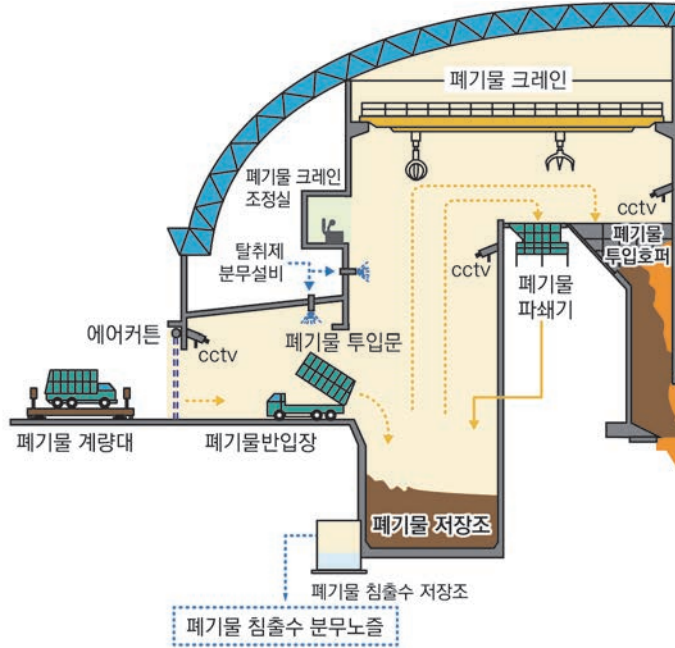 폐기물 크레인
폐기물 크레인
조정실
cctv
폐기물
투입호퍼
탈취제
분무설비
cctv
폐기물
파쇄기
에어커튼
cctv
폐기물 투입문
폐기물 계량대
폐기물반입장
폐기물 저장조
폐기물 침출수 저장조
폐기물 침출수 분무노즐